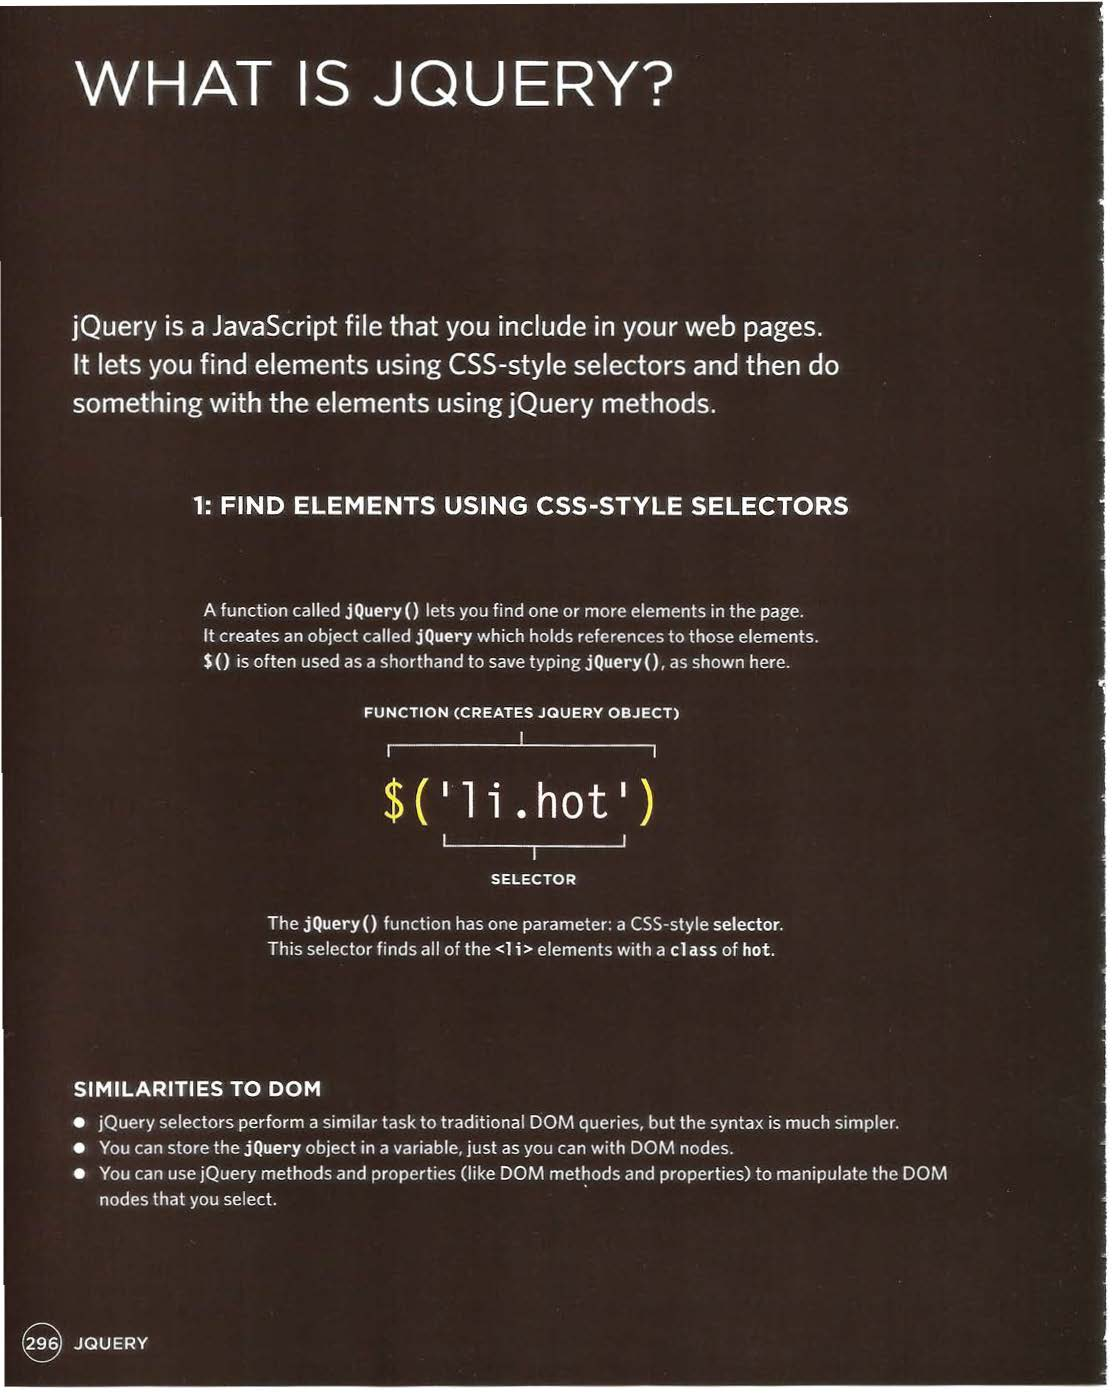 WHAT IS JQUERY?
jQuery is a JavaScript file that you include in your web pages.
It lets you find elements using CSS-style selectors and then do
something with the elements using jQuery methods.
1: FIND ELEMENTS USING CSS-STYLE SELECTORS
A function called jQuery() lets you find one or more elements in the page.
It creates an object called jQuery which holds references to those elements.
$() is often used as a shorthand to save typing jQuery(), as shown here.
FUNCTION (CREATES JQUERY OBJECT)
$('li.hot')
SELECTOR
The jQuery() function has one parameter: a CSS-style selector.
This selector finds all of the <li> elements with a class of hot.
SIMILARITIES TO DOM
● jQuery selectors perform a similar task to traditional DOM queries, but the syntax is much simpler.
● You can store the jQuery object in a variable, just as you can with DOM nodes.
● You can use jQuery methods and properties (like DOM methods and properties) to manipulate the DOM
nodes that you select.
296 JQUERY